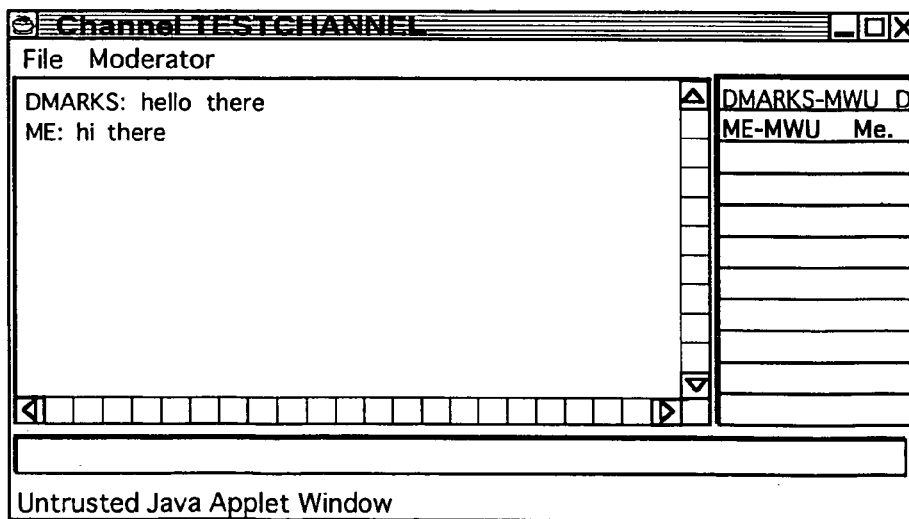 Channel TESTCHANNEL
File Moderator
DMARKS: hello there
ME: hi there
DMARKS-MWU D
ME-MWU Me.
Untrusted Java Applet Window